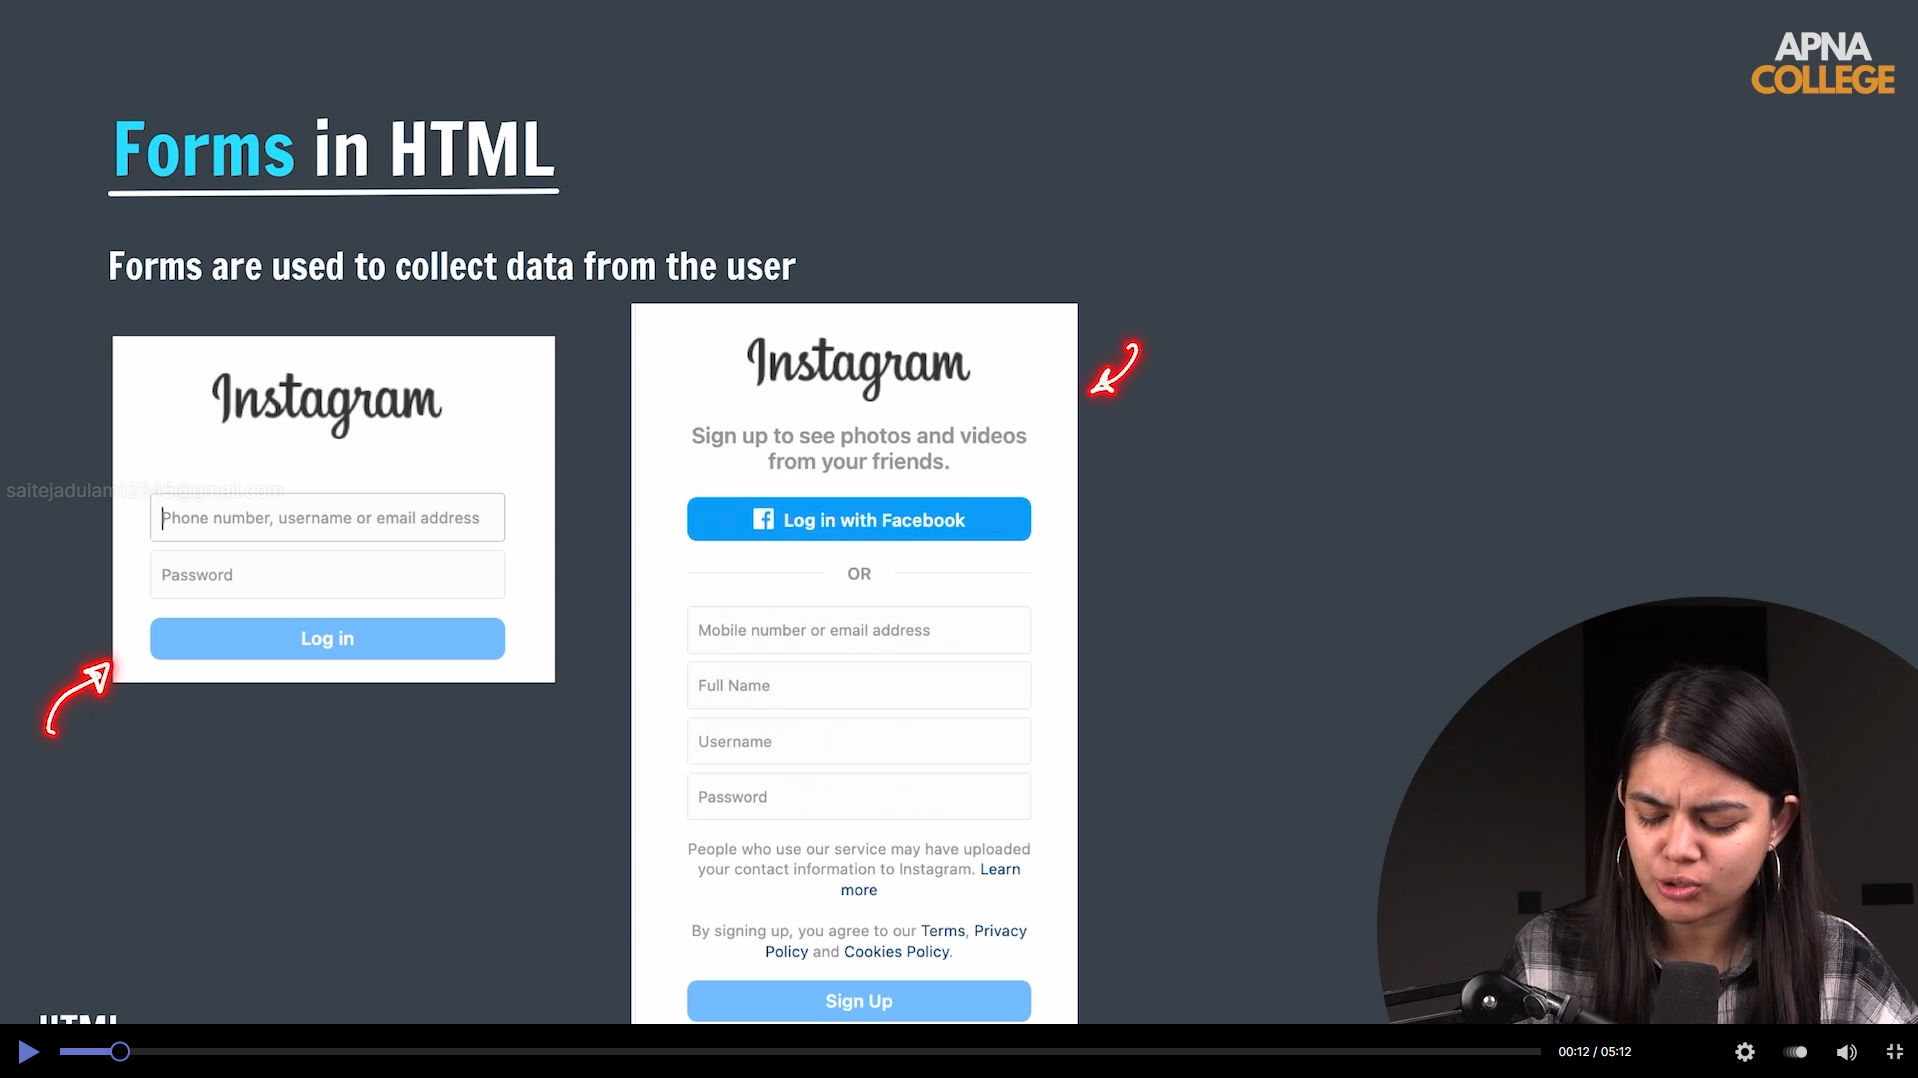 APNA
COLLEGE
Forms in HTML
Forms are used to collect data from the user
Instagram
saitejadulam12345@gmail.com
Phone number, username or email address
Password
Log in
Instagram
Sign up to see photos and videos
from your friends.
Log in with Facebook
OR
Mobile number or email address
Full Name
Username
Password
People who use our service may have uploaded
your contact information to Instagram. Learn
more
By signing up, you agree to our Terms, Privacy
Policy and Cookies Policy.
Sign Up
HTML
00:12 / 05:12